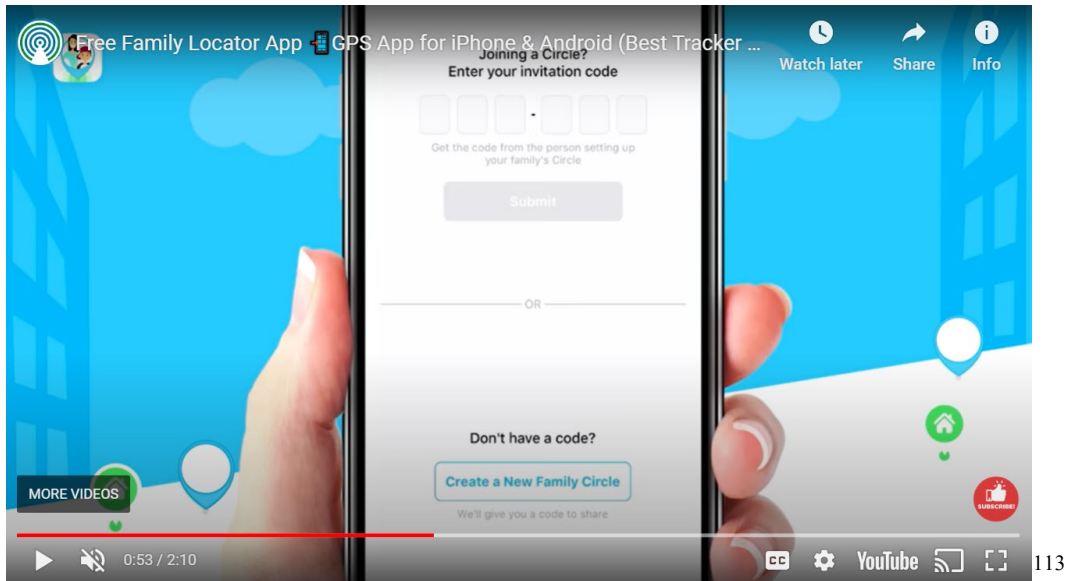 Free Family Locator App 📲GPS App for iPhone & Android (Best Tracker ...
Watch later
Share
Info
Joining a Circle?
Enter your invitation code
-
Get the code from the person setting up
your family's Circle
Submit
OR
Don't have a code?
Create a New Family Circle
We'll give you a code to share
MORE VIDEOS
SUBSCRIBE!
0:53 / 2:10
CC
YouTube
113